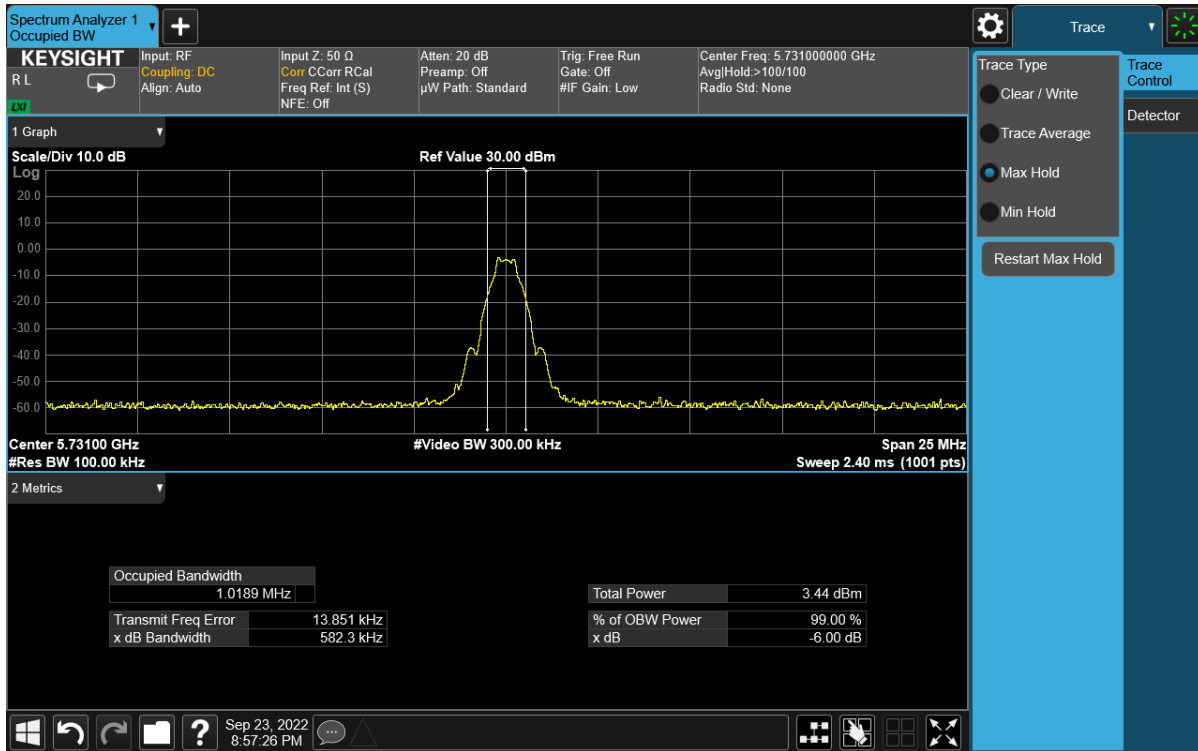 Spectrum Analyzer 1
Occupied BW
Trace
KEYSIGHT
R L
LXI
Input: RF
Coupling: DC
Align: Auto
Input Z: 50 Ω
Corr CCorr RCal
Freq Ref: Int (S)
NFE: Off
Atten: 20 dB
Preamp: Off
µW Path: Standard
Trig: Free Run
Gate: Off
#IF Gain: Low
Center Freq: 5.731000000 GHz
Avg|Hold:>100/100
Radio Std: None
Trace Type
Clear / Write
Trace Average
Max Hold
Min Hold
Restart Max Hold
Trace
Control
Detector
1 Graph
Scale/Div 10.0 dB
Ref Value 30.00 dBm
Log
20.0
10.0
0.00
-10.0
-20.0
-30.0
-40.0
-50.0
-60.0
Center 5.73100 GHz
#Video BW 300.00 kHz
Span 25 MHz
#Res BW 100.00 kHz
Sweep 2.40 ms (1001 pts)
2 Metrics
Occupied Bandwidth
1.0189 MHz
Total Power 3.44 dBm
Transmit Freq Error 13.851 kHz
% of OBW Power 99.00 %
x dB Bandwidth 582.3 kHz
x dB -6.00 dB
?
Sep 23, 2022
8:57:26 PM